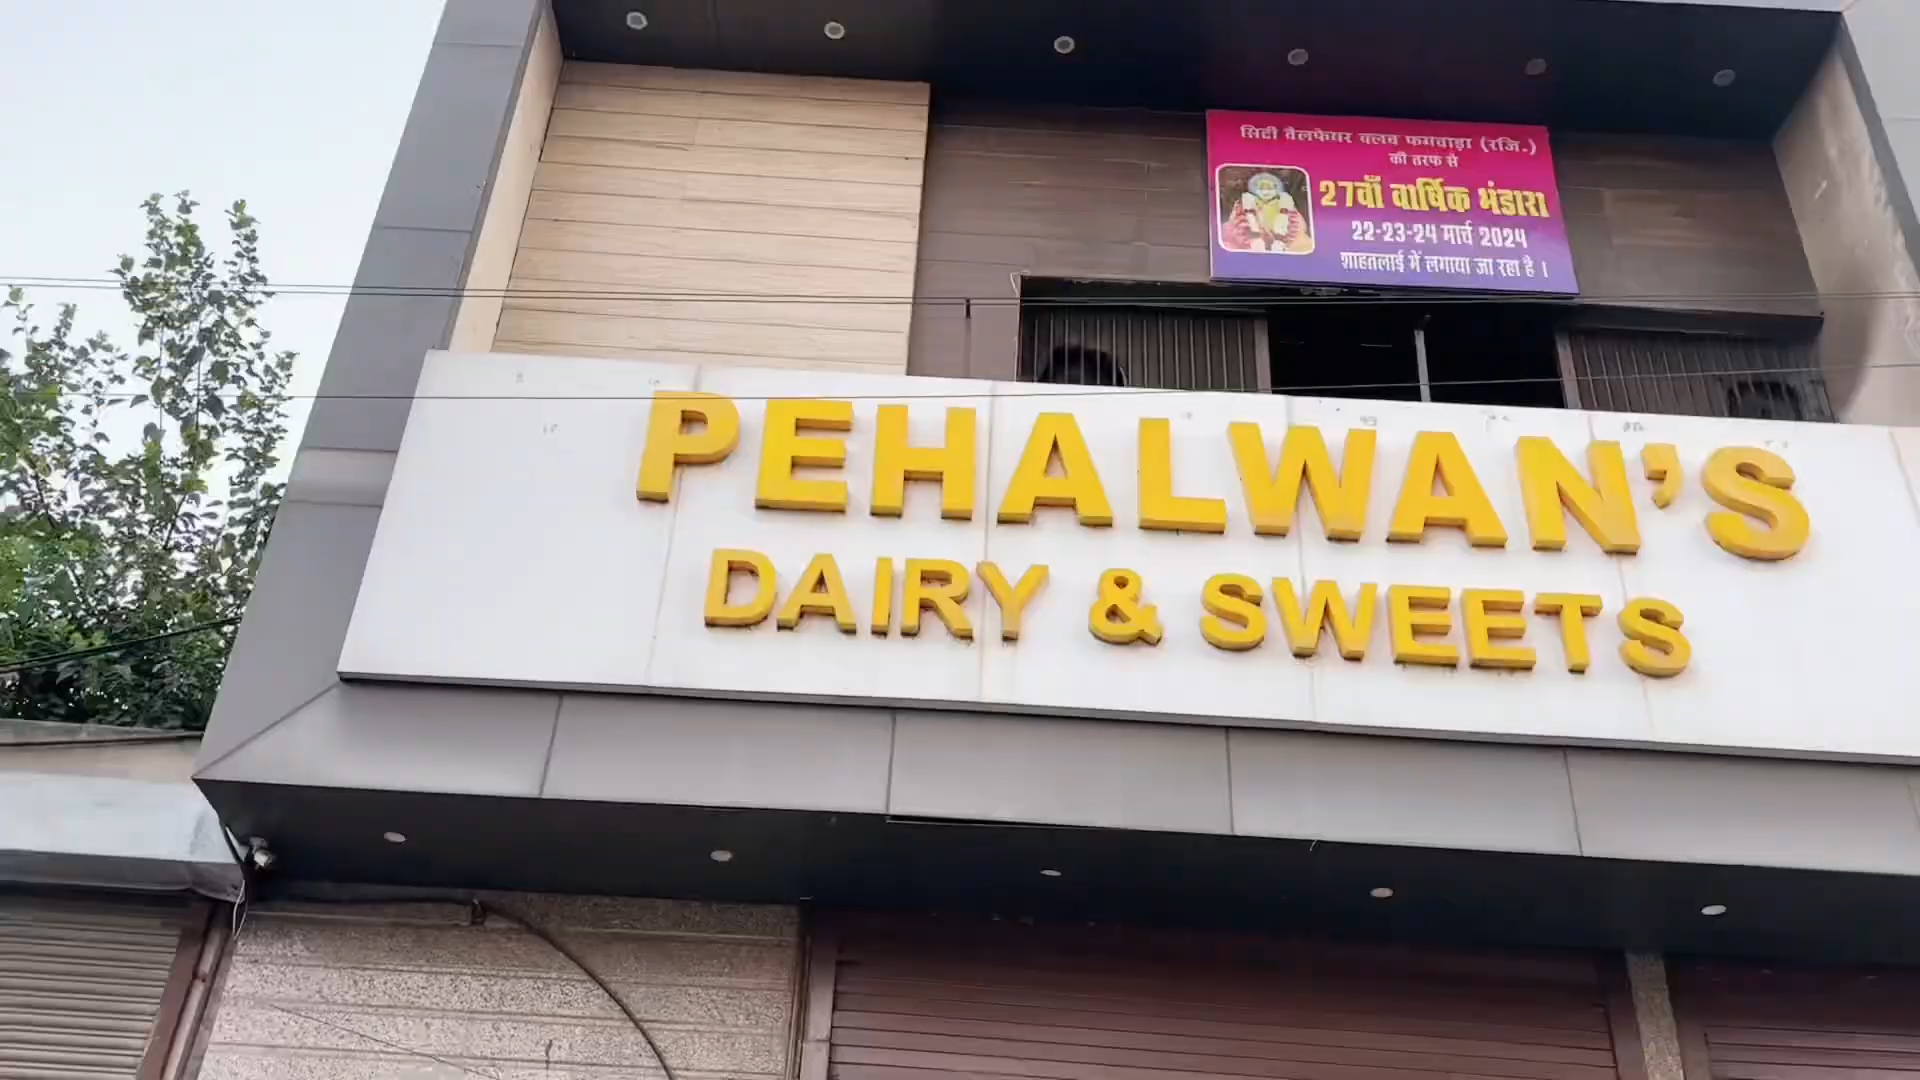 सिटी वैलफेयर क्लब फगवाड़ा (रजि.)
की तरफ से
27वाँ वार्षिक भंडारा
22-23-24 मार्च 2024
शाहतलाई में लगाया जा रहा है।
PEHALWAN'S
DAIRY & SWEETS